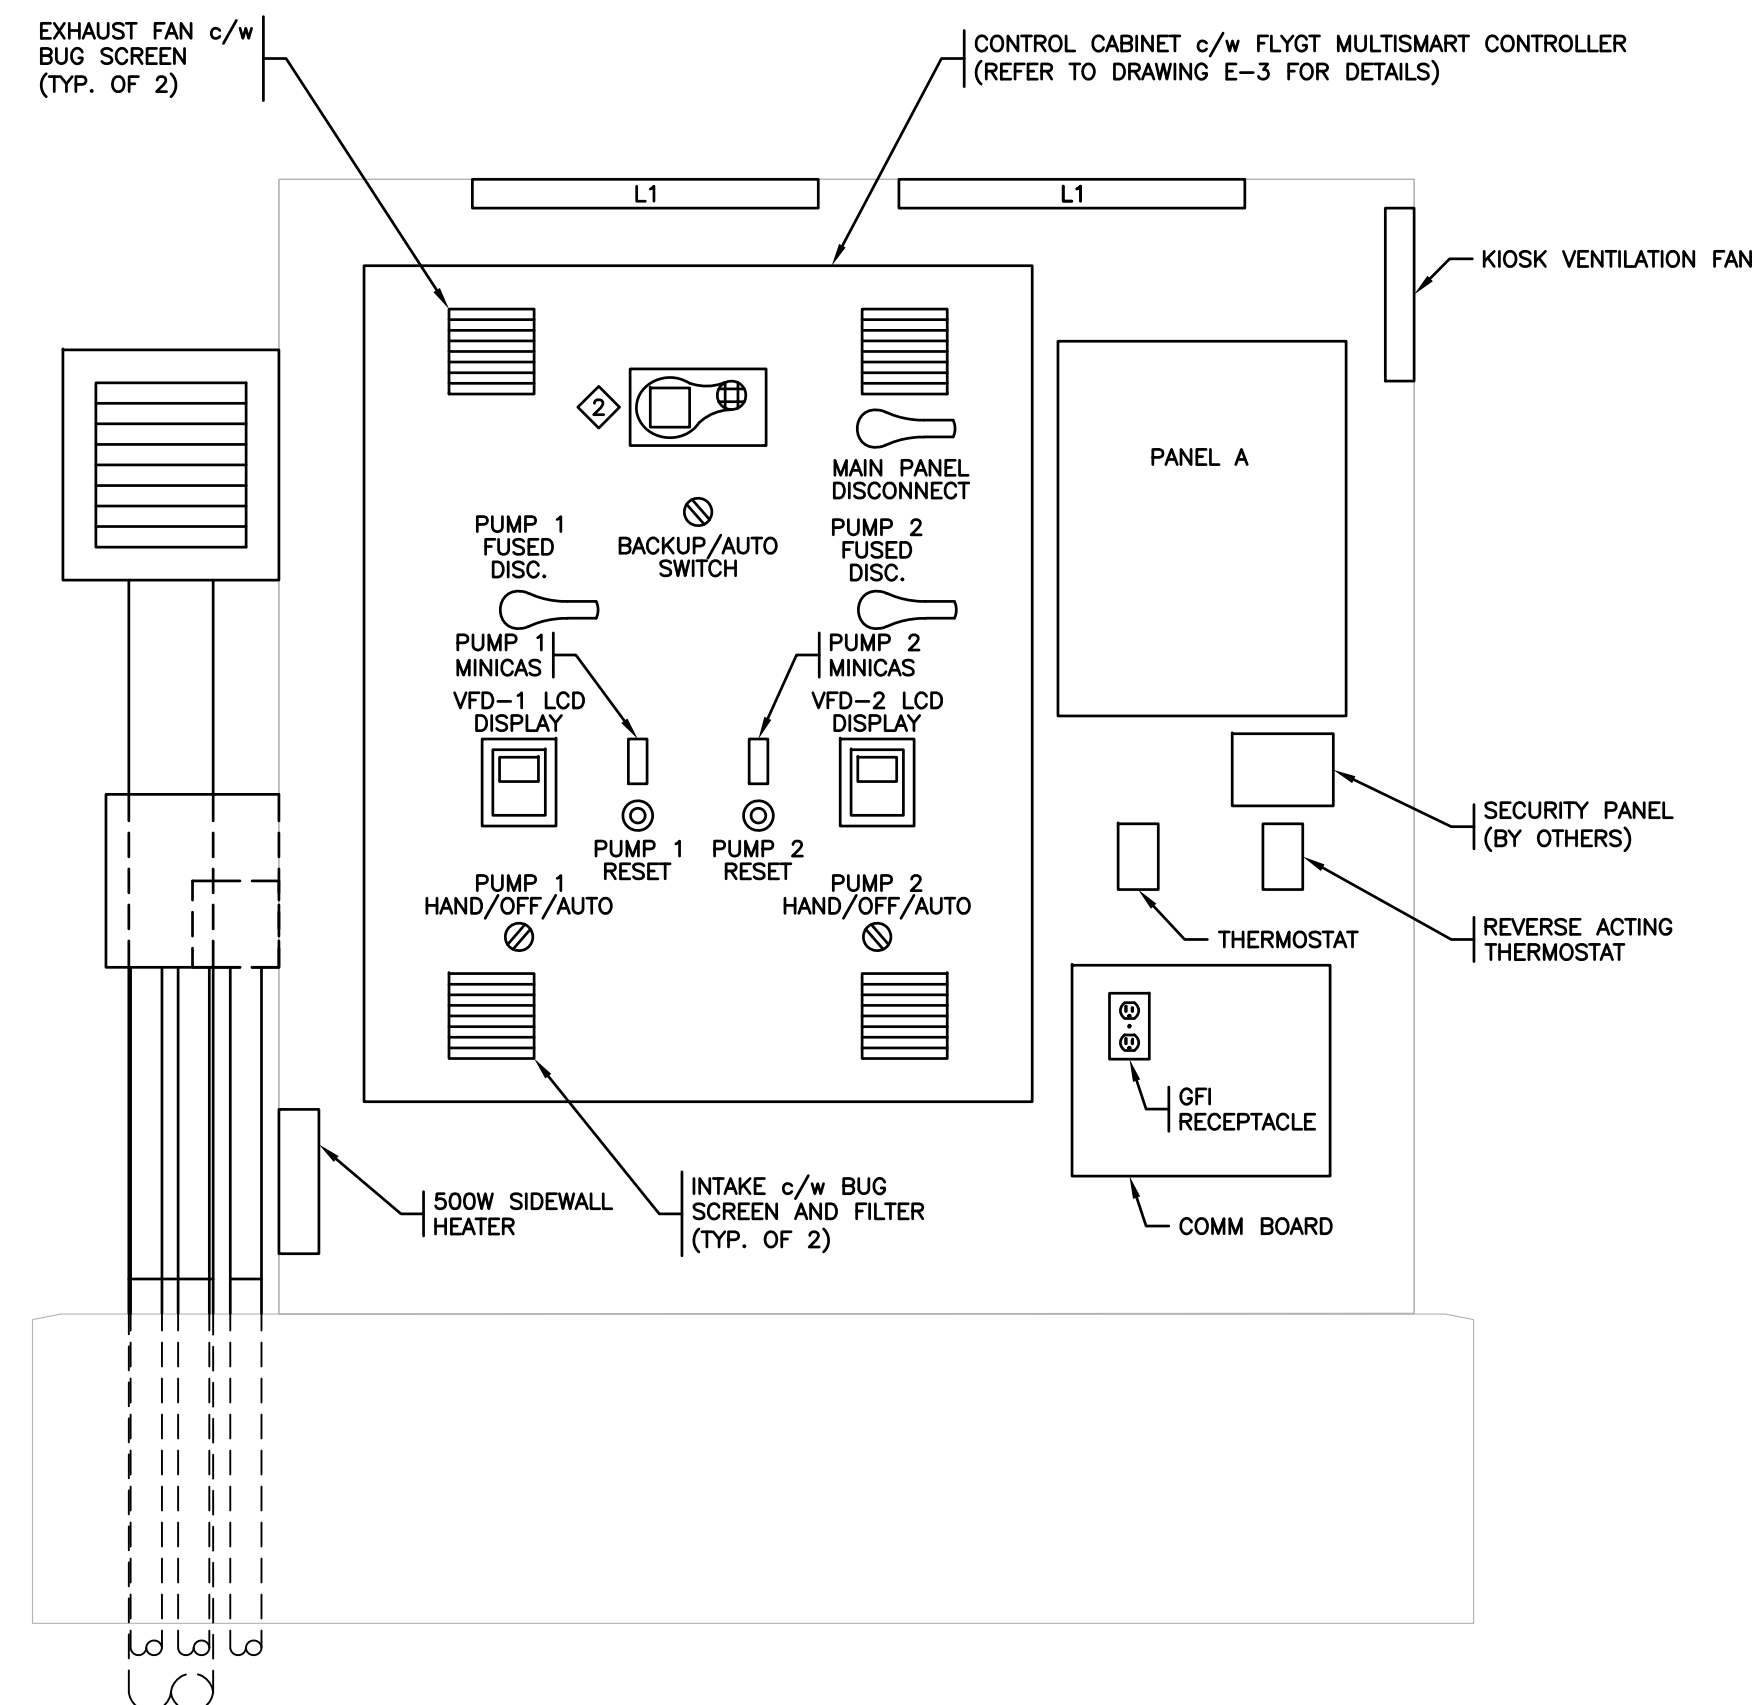 EXHAUST FAN c/w
BUG SCREEN
(TYP. OF 2)
CONTROL CABINET c/w FLYGT MULTISMART CONTROLLER
(REFER TO DRAWING E-3 FOR DETAILS)
L1
L1
KIOSK VENTILATION FAN
2
MAIN PANEL
DISCONNECT
PANEL A
PUMP 1
FUSED
DISC.
BACKUP/AUTO
SWITCH
PUMP 2
FUSED
DISC.
PUMP 1
MINICAS
PUMP 2
MINICAS
VFD-1 LCD
DISPLAY
VFD-2 LCD
DISPLAY
PUMP 1
RESET
PUMP 2
RESET
SECURITY PANEL
(BY OTHERS)
PUMP 1
HAND/OFF/AUTO
PUMP 2
HAND/OFF/AUTO
THERMOSTAT
REVERSE ACTING
THERMOSTAT
GFI
RECEPTACLE
500W SIDEWALL
HEATER
INTAKE c/w BUG
SCREEN AND FILTER
(TYP. OF 2)
COMM BOARD